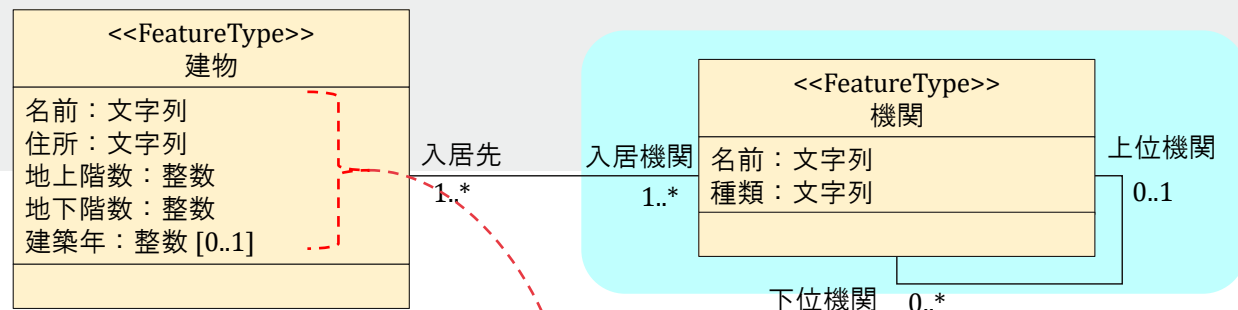 <<FeatureType>>
建物
名前：文字列
住所：文字列
地上階数：整数
地下階数：整数
建築年：整数 [0..1]
入居先
1..*
入居機関
1..*
<<FeatureType>>
機関
名前：文字列
種類：文字列
上位機関
0..1
下位機関 0..*